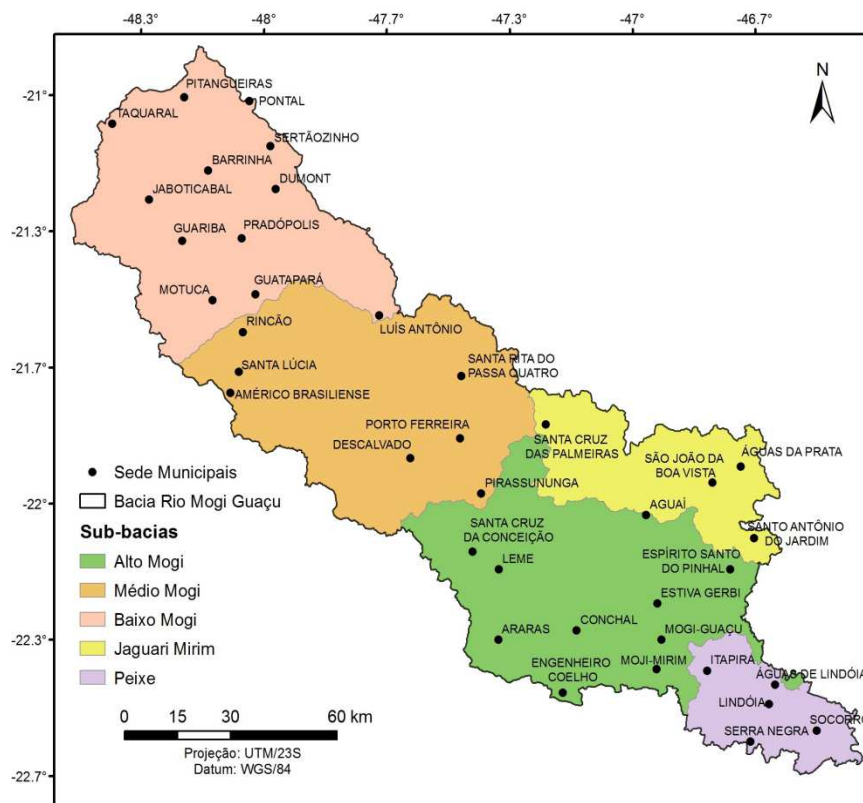 -48.3
-48
-47.7
-47.3
-47
-46.7
N
-21°
-21.3°
-21.7°
-22°
-22.3°
-22.7°
PITANGUEIRAS
PONTAL
TAQUARAL
SERTÃOZINHO
BARRINHA
DUMONT
JABOTICABAL
GUARIBA
PRADÓPOLIS
MOTUCA
GUATAPARÁ
RINCÃO
LUÍS ANTÔNIO
SANTA LÚCIA
SANTA RITA DO
PASSA QUATRO
AMÉRICO BRASILIENSE
PORTO FERREIRA
DESCALVADO
SANTA CRUZ
DAS PALMEIRAS
SÃO JOÃO DA
BOA VISTA
ÁGUAS DA PRATA
PIRASSUNUNGA
AGUAÍ
SANTO ANTÔNIO
DO JARDIM
SANTA CRUZ
DA CONCEIÇÃO
LEME
ESPÍRITO SANTO
DO PINHAL
ESTIVA GERBI
ARARAS
CONCHAL
MOGI-GUAÇU
ENGENHEIRO
COELHO
MOJI-MIRIM
ITAPIRA
ÁGUAS DE LINDÓIA
LINDÓIA
SOCORRO
SERRA NEGRA
Sede Municipais
Bacia Rio Mogi Guaçu
Sub-bacias
Alto Mogi
Médio Mogi
Baixo Mogi
Jaguari Mirim
Peixe
0 15 30 60 km
Projeção: UTM/23S
Datum: WGS/84